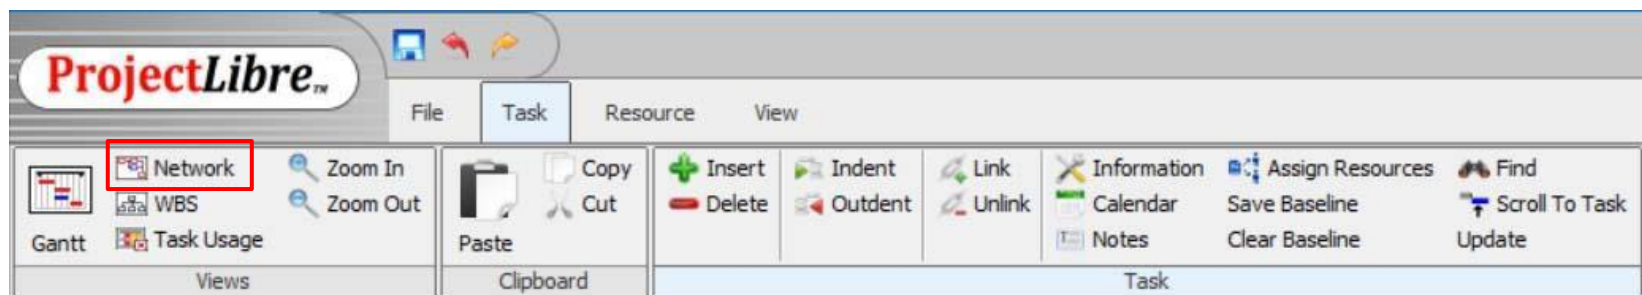 ProjectLibre™
File Task Resource View
Network Zoom In Copy Insert Indent Link Information Assign Resources Find
WBS Zoom Out Cut Delete Outdent Unlink Calendar Save Baseline Scroll To Task
Gantt Task Usage Paste Notes Clear Baseline Update
Views Clipboard Task